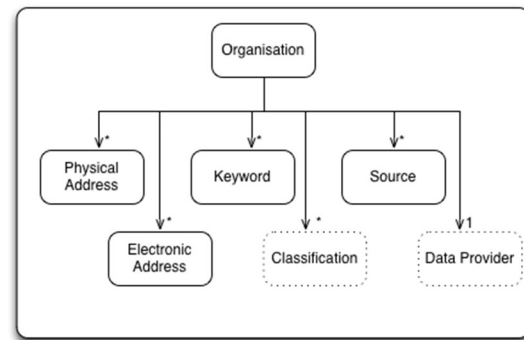 Organisation
*
*
*
Physical
Address
Keyword
Source
*
*
1
Electronic
Address
Classification
Data Provider